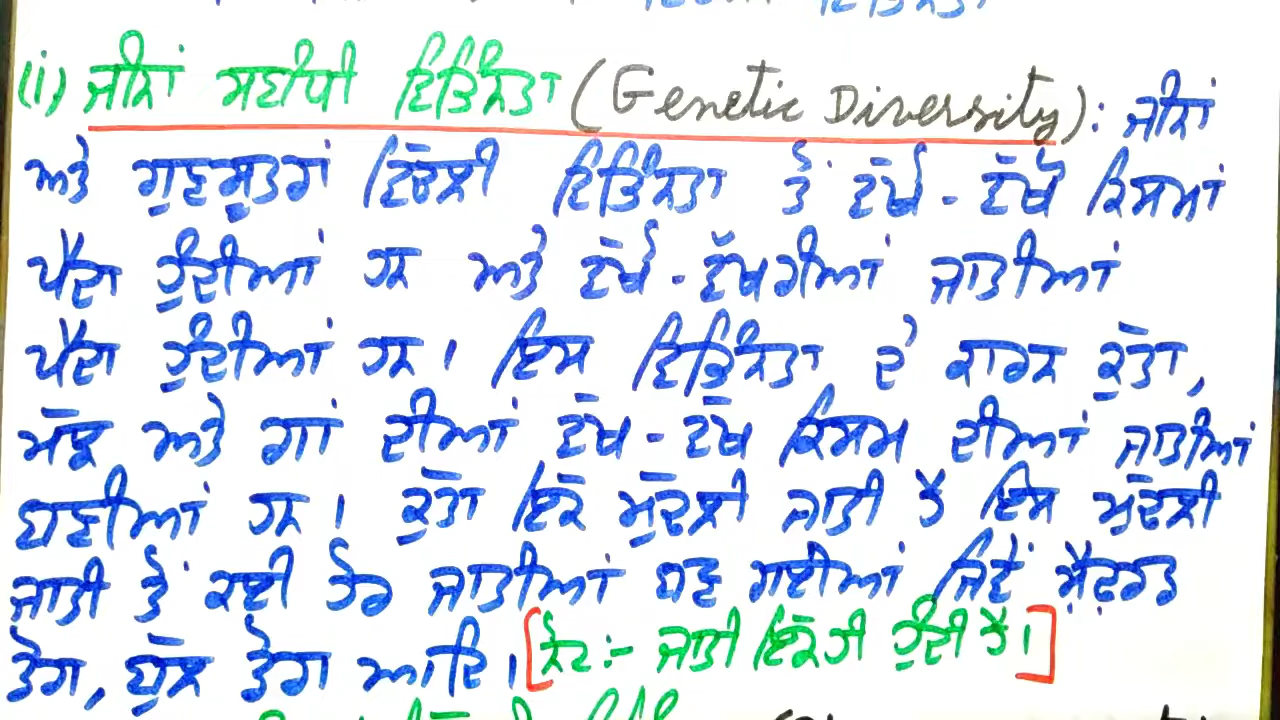 (i) ਜੀਨਾਂ ਸਬੰਧੀ ਵਿਭਿੰਨਤਾ (Genetic Diversity): ਜੀਨਾਂ
ਅਤੇ ਗੁਣਸੂਤਰਾਂ ਵਿੱਚਲੀ ਵਿਭਿੰਨਤਾ ਤੋਂ ਵੱਖੋ-ਵੱਖੋ ਕਿਸਮਾਂ
ਪੈਦਾ ਹੁੰਦੀਆਂ ਹਨ ਅਤੇ ਵੱਖੋ-ਵੱਖਰੀਆਂ ਜਾਤੀਆਂ
ਪੈਦਾ ਹੁੰਦੀਆਂ ਹਨ। ਇਸ ਵਿਭਿੰਨਤਾ ਦੇ ਕਾਰਨ ਕੁੱਤਾ,
ਮੱਝ ਅਤੇ ਗਾਂ ਦੀਆਂ ਵੱਖ-ਵੱਖ ਕਿਸਮ ਦੀਆਂ ਜਾਤੀਆਂ
ਬਣੀਆਂ ਹਨ। ਕੁੱਤਾ ਇੱਕ ਮੁੱਢਲੀ ਜਾਤੀ ਹੈ ਇਸ ਮੁੱਢਲੀ
ਜਾਤੀ ਤੋਂ ਕਈ ਹੋਰ ਜਾਤੀਆਂ ਬਣ ਗਈਆਂ ਜਿਵੇਂ
ਡੋਗ, ਬੁੱਲ ਡੋਗ ਆਦਿ। [ਨੋਟ:- ਜਾਤੀ ਇੱਕੋ ਹੀ ਹੁੰਦੀ ਹੈ।]